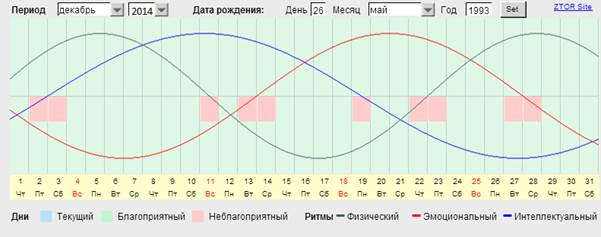 Период декабрь 2014 Дата рождения: День 26 Месяц май Год 1993 Set ZTOR Site
1 2 3 4 5 6 7 8 9 10 11 12 13 14 15 16 17 18 19 20 21 22 23 24 25 26 27 28 29 30 31
Чт Пт Сб Вс Пн Вт Ср Чт Пт Сб Вс Пн Вт Ср Чт Пт Сб Вс Пн Вт Ср Чт Пт Сб Вс Пн Вт Ср Чт Пт Сб
Дни Текущий Благоприятный Неблагоприятный Ритмы Физический Эмоциональный Интеллектуальный